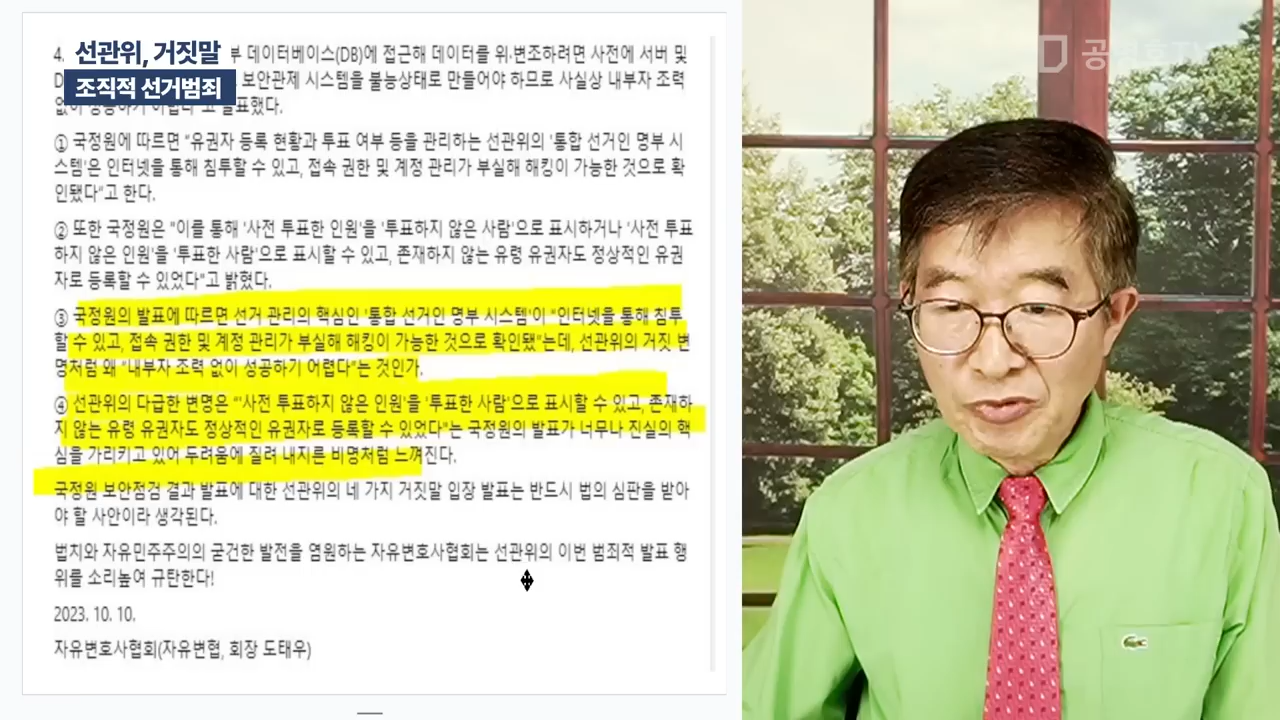 선관위, 거짓말
조직적 선거범죄
공병호TV
4. 부 데이터베이스(DB)에 접근해 데이터를 위·변조하려면 사전에 서버 및
보안관제 시스템을 불능상태로 만들어야 하므로 사실상 내부자 조력
발표했다.
① 국정원에 따르면 "유권자 등록 현황과 투표 여부 등을 관리하는 선관위의 '통합 선거인 명부 시
스템'은 인터넷을 통해 침투할 수 있고, 접속 권한 및 계정 관리가 부실해 해킹이 가능한 것으로 확
인됐다"고 한다.
② 또한 국정원은 "이를 통해 '사전 투표한 인원'을 '투표하지 않은 사람'으로 표시하거나 '사전 투표
하지 않은 인원'을 '투표한 사람'으로 표시할 수 있고, 존재하지 않는 유령 유권자도 정상적인 유권
자로 등록할 수 있었다"고 밝혔다.
③ 국정원의 발표에 따르면 선거 관리의 핵심인 '통합 선거인 명부 시스템'이 "인터넷을 통해 침투
할 수 있고, 접속 권한 및 계정 관리가 부실해 해킹이 가능한 것으로 확인됐"는데, 선관위의 거짓 변
명처럼 왜 "내부자 조력 없이 성공하기 어렵다"는 것인가.
④ 선관위의 다급한 변명은 "'사전 투표하지 않은 인원'을 '투표한 사람'으로 표시할 수 있고, 존재하
지 않는 유령 유권자도 정상적인 유권자로 등록할 수 있었다"는 국정원의 발표가 너무나 진실의 핵
심을 가리키고 있어 두려움에 질려 내지른 비명처럼 느껴진다.
국정원 보안점검 결과 발표에 대한 선관위의 네 가지 거짓말 입장 발표는 반드시 법의 심판을 받아
야 할 사안이라 생각된다.
법치와 자유민주주의의 굳건한 발전을 염원하는 자유변호사협회는 선관위의 이번 범죄적 발표 행
위를 소리높여 규탄한다!
2023. 10. 10.
자유변호사협회(자유변협, 회장 도태우)